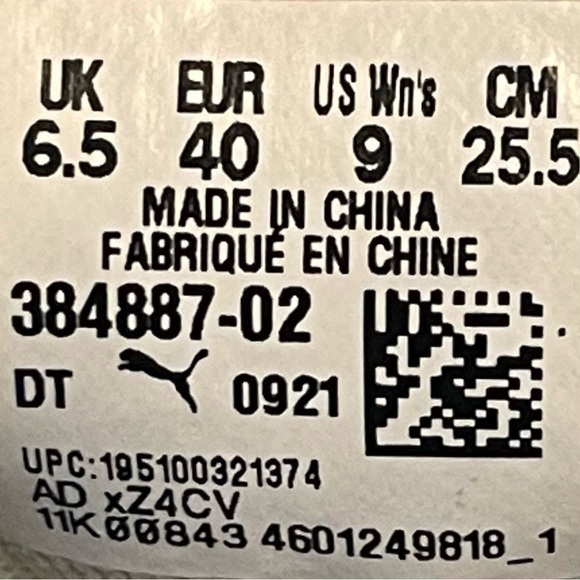 UK EUR US Wn's CM
6.5 40 9 25.5
MADE IN CHINA
FABRIQUÉ EN CHINE
384887-02
DT 0921
UPC:195100321374
AD xZ4CV
11K00843 4601249818_1